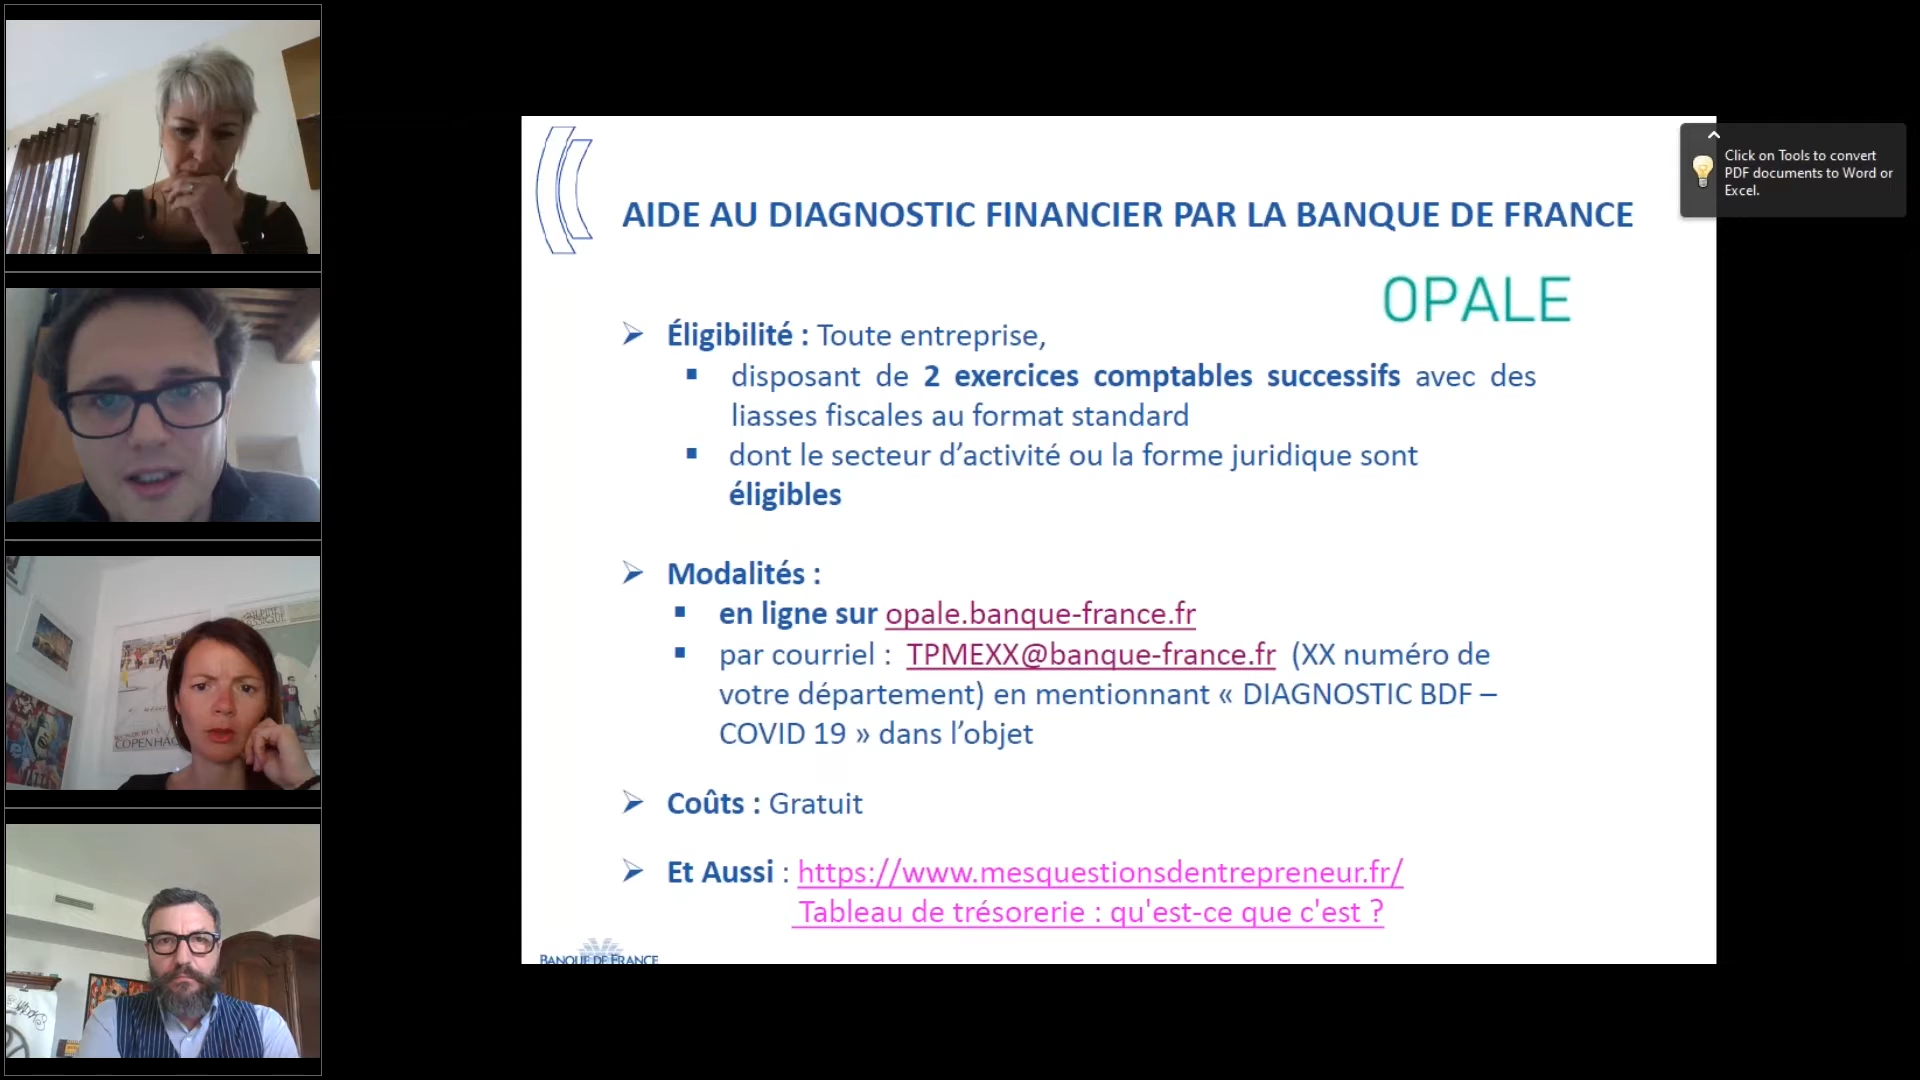 AIDE AU DIAGNOSTIC FINANCIER PAR LA BANQUE DE FRANCE
OPALE
Éligibilité : Toute entreprise,
disposant de 2 exercices comptables successifs avec des
liasses fiscales au format standard
dont le secteur d’activité ou la forme juridique sont
éligibles
Modalités :
en ligne sur opale.banque-france.fr
par courriel : TPMEXX@banque-france.fr (XX numéro de
votre département) en mentionnant « DIAGNOSTIC BDF –
COVID 19 » dans l’objet
Coûts : Gratuit
Et Aussi : https://www.mesquestionsdentrepreneur.fr/
Tableau de trésorerie : qu'est-ce que c'est ?
BANQUE DE FRANCE
Click on Tools to convert
PDF documents to Word or
Excel.
COPENHAG